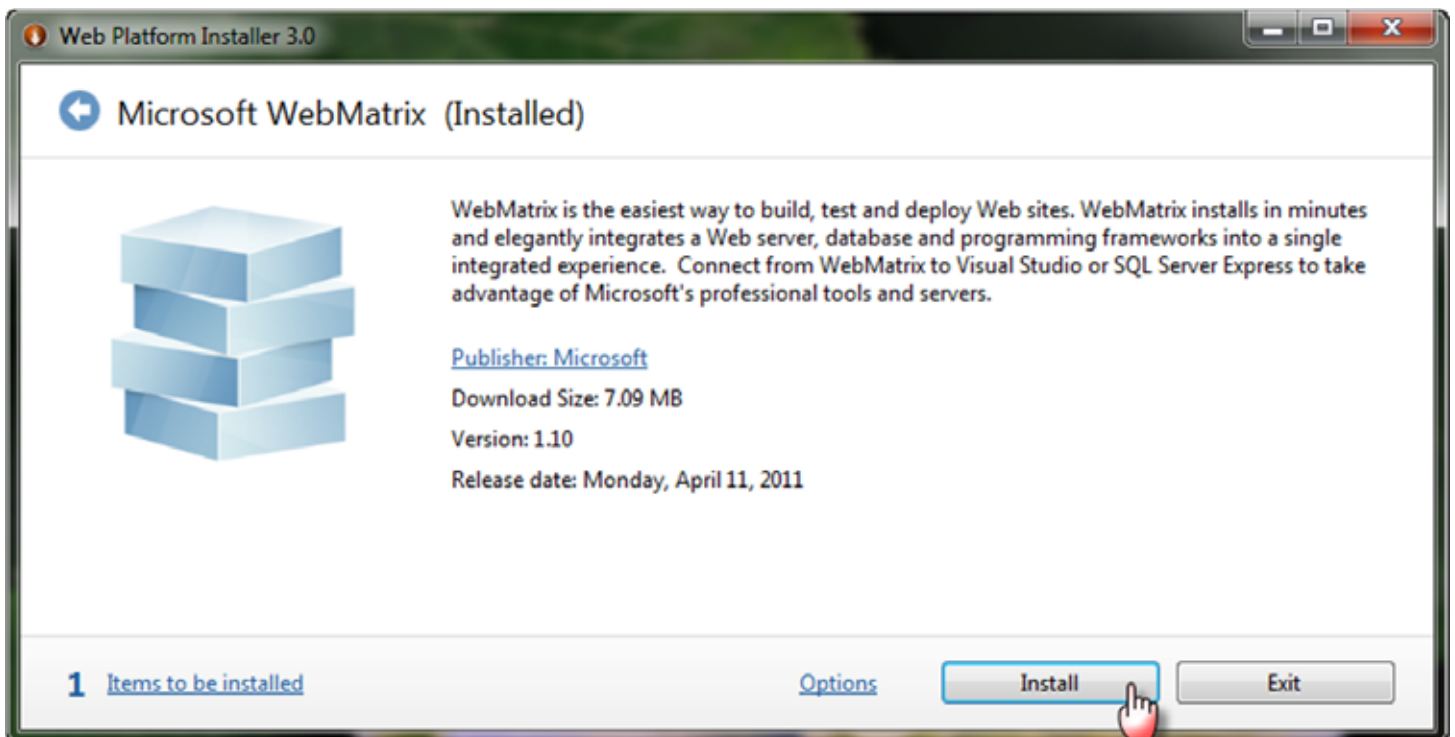 Web Platform Installer 3.0
Microsoft WebMatrix (Installed)
WebMatrix is the easiest way to build, test and deploy Web sites. WebMatrix installs in minutes
and elegantly integrates a Web server, database and programming frameworks into a single
integrated experience. Connect from WebMatrix to Visual Studio or SQL Server Express to take
advantage of Microsoft's professional tools and servers.
Publisher: Microsoft
Download Size: 7.09 MB
Version: 1.10
Release date: Monday, April 11, 2011
1 Items to be installed Options Install Exit